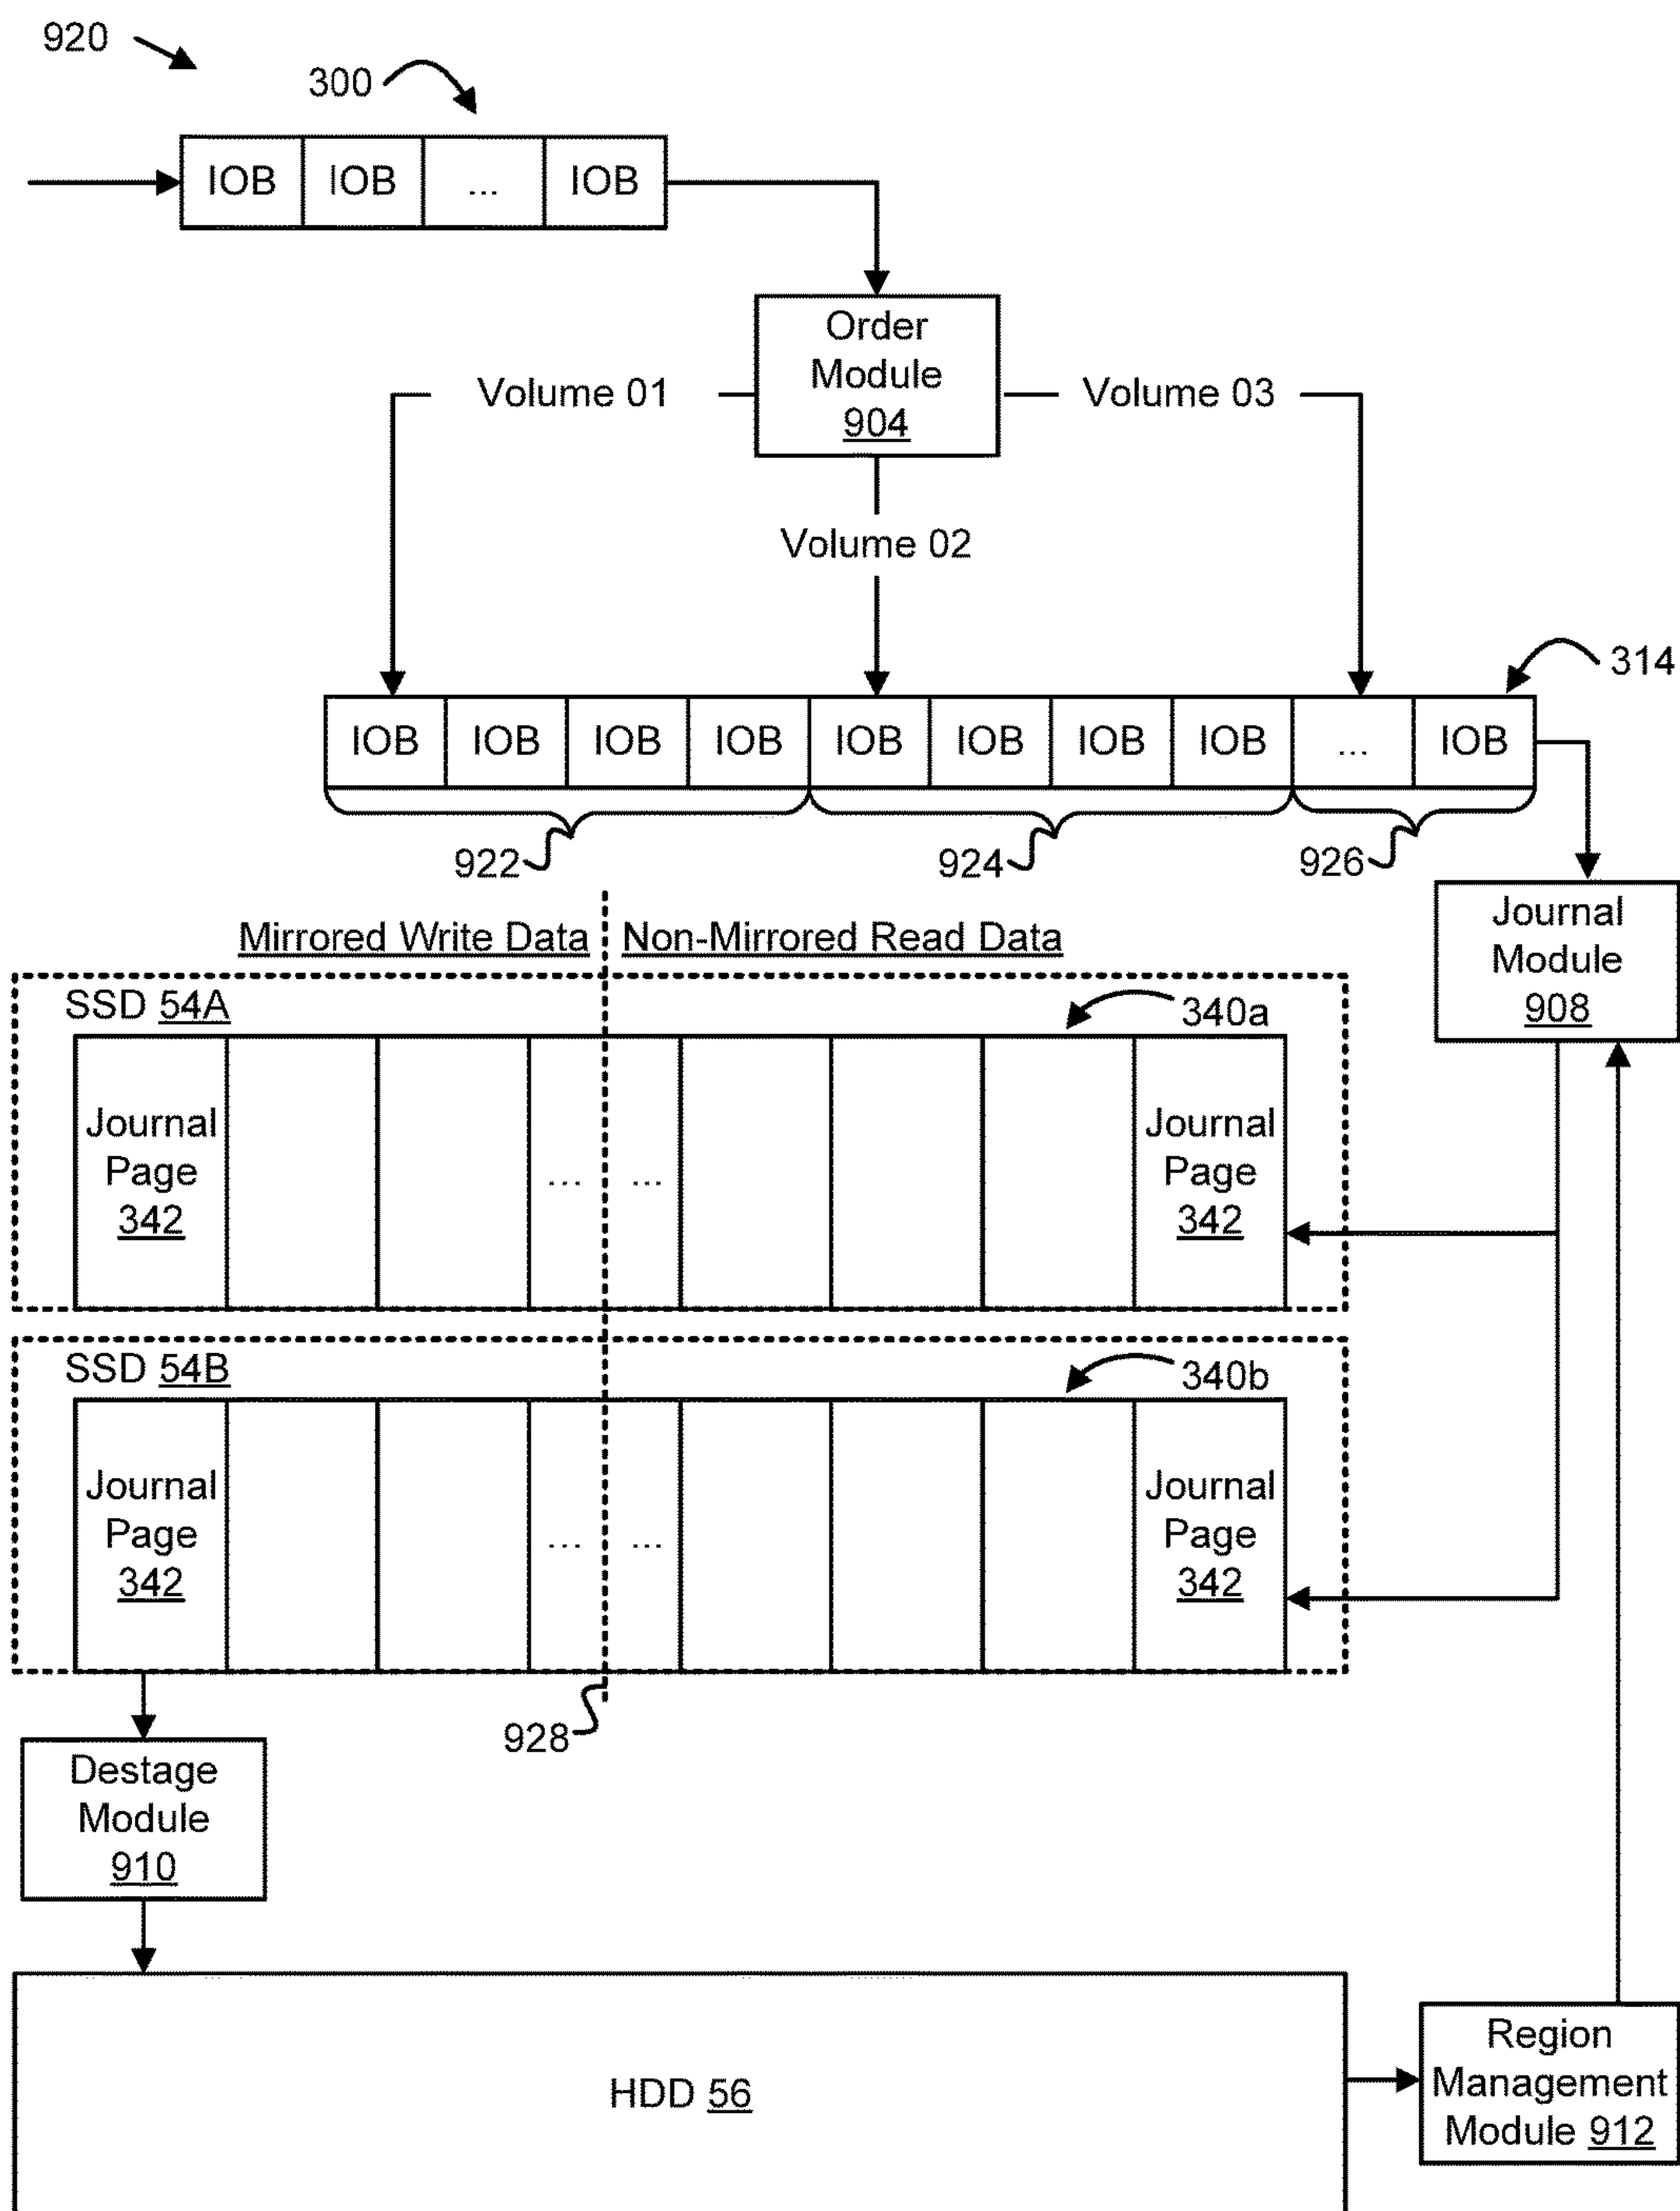 920
300
IOB IOB ... IOB
Order
Module
904
Volume 01
Volume 03
Volume 02
314
IOB IOB IOB IOB IOB IOB IOB IOB ... IOB
922
924
926
Journal
Module
908
Mirrored Write Data
Non-Mirrored Read Data
SSD 54A
340a
Journal
Page
342
... ...
Journal
Page
342
SSD 54B
340b
Journal
Page
342
... ...
Journal
Page
342
928
Destage
Module
910
HDD 56
Region
Management
Module 912